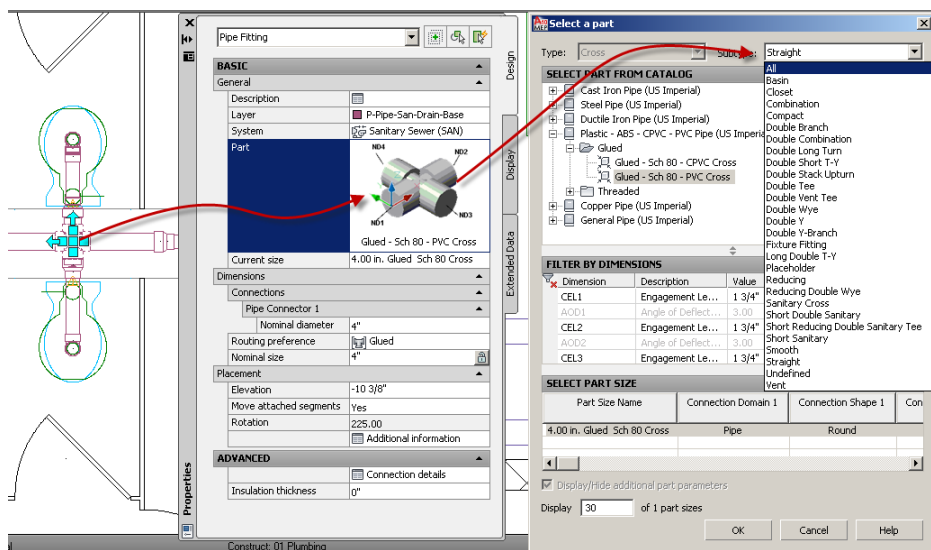 Pipe Fitting
BASIC
General
Description
Layer P-Pipe-San-Drain-Base
System Sanitary Sewer (SAN)
Part
ND4
ND2
ND1
ND3
Glued - Sch 80 - PVC Cross
Current size 4.00 in. Glued Sch 80 Cross
Dimensions
Connections
Pipe Connector 1
Nominal diameter 4"
Routing preference Glued
Nominal size 4"
Placement
Elevation -10 3/8"
Move attached segments Yes
Rotation 225.00
Additional information
ADVANCED
Connection details
Insulation thickness 0"
Design
Display
Extended Data
Properties
Construct: 01 Plumbing
Select a part
Type: Cross Subtype: Straight
SELECT PART FROM CATALOG
Cast Iron Pipe (US Imperial)
Steel Pipe (US Imperial)
Ductile Iron Pipe (US Imperial)
Plastic - ABS - CPVC - PVC Pipe (US Imperia
Glued
Glued - Sch 80 - CPVC Cross
Glued - Sch 80 - PVC Cross
Threaded
Copper Pipe (US Imperial)
General Pipe (US Imperial)
All
Basin
Closet
Combination
Compact
Double Branch
Double Combination
Double Long Turn
Double Short T-Y
Double Stack Upturn
Double Tee
Double Vent Tee
Double Wye
Double Y
Double Y-Branch
Fixture Fitting
Long Double T-Y
Placeholder
Reducing
Reducing Double Wye
Sanitary Cross
Short Double Sanitary
Short Reducing Double Sanitary Tee
Short Sanitary
Smooth
Straight
Undefined
Vent
FILTER BY DIMENSIONS
Dimension Description Value
CEL1 Engagement Le... 1 3/4"
AOD1 Angle of Deflect... 3.00
CEL2 Engagement Le... 1 3/4"
AOD2 Angle of Deflect... 3.00
CEL3 Engagement Le... 1 3/4"
SELECT PART SIZE
Part Size Name Connection Domain 1 Connection Shape 1 Con
4.00 in. Glued Sch 80 Cross Pipe Round
Display/Hide additional part parameters
Display 30 of 1 part sizes
OK Cancel Help